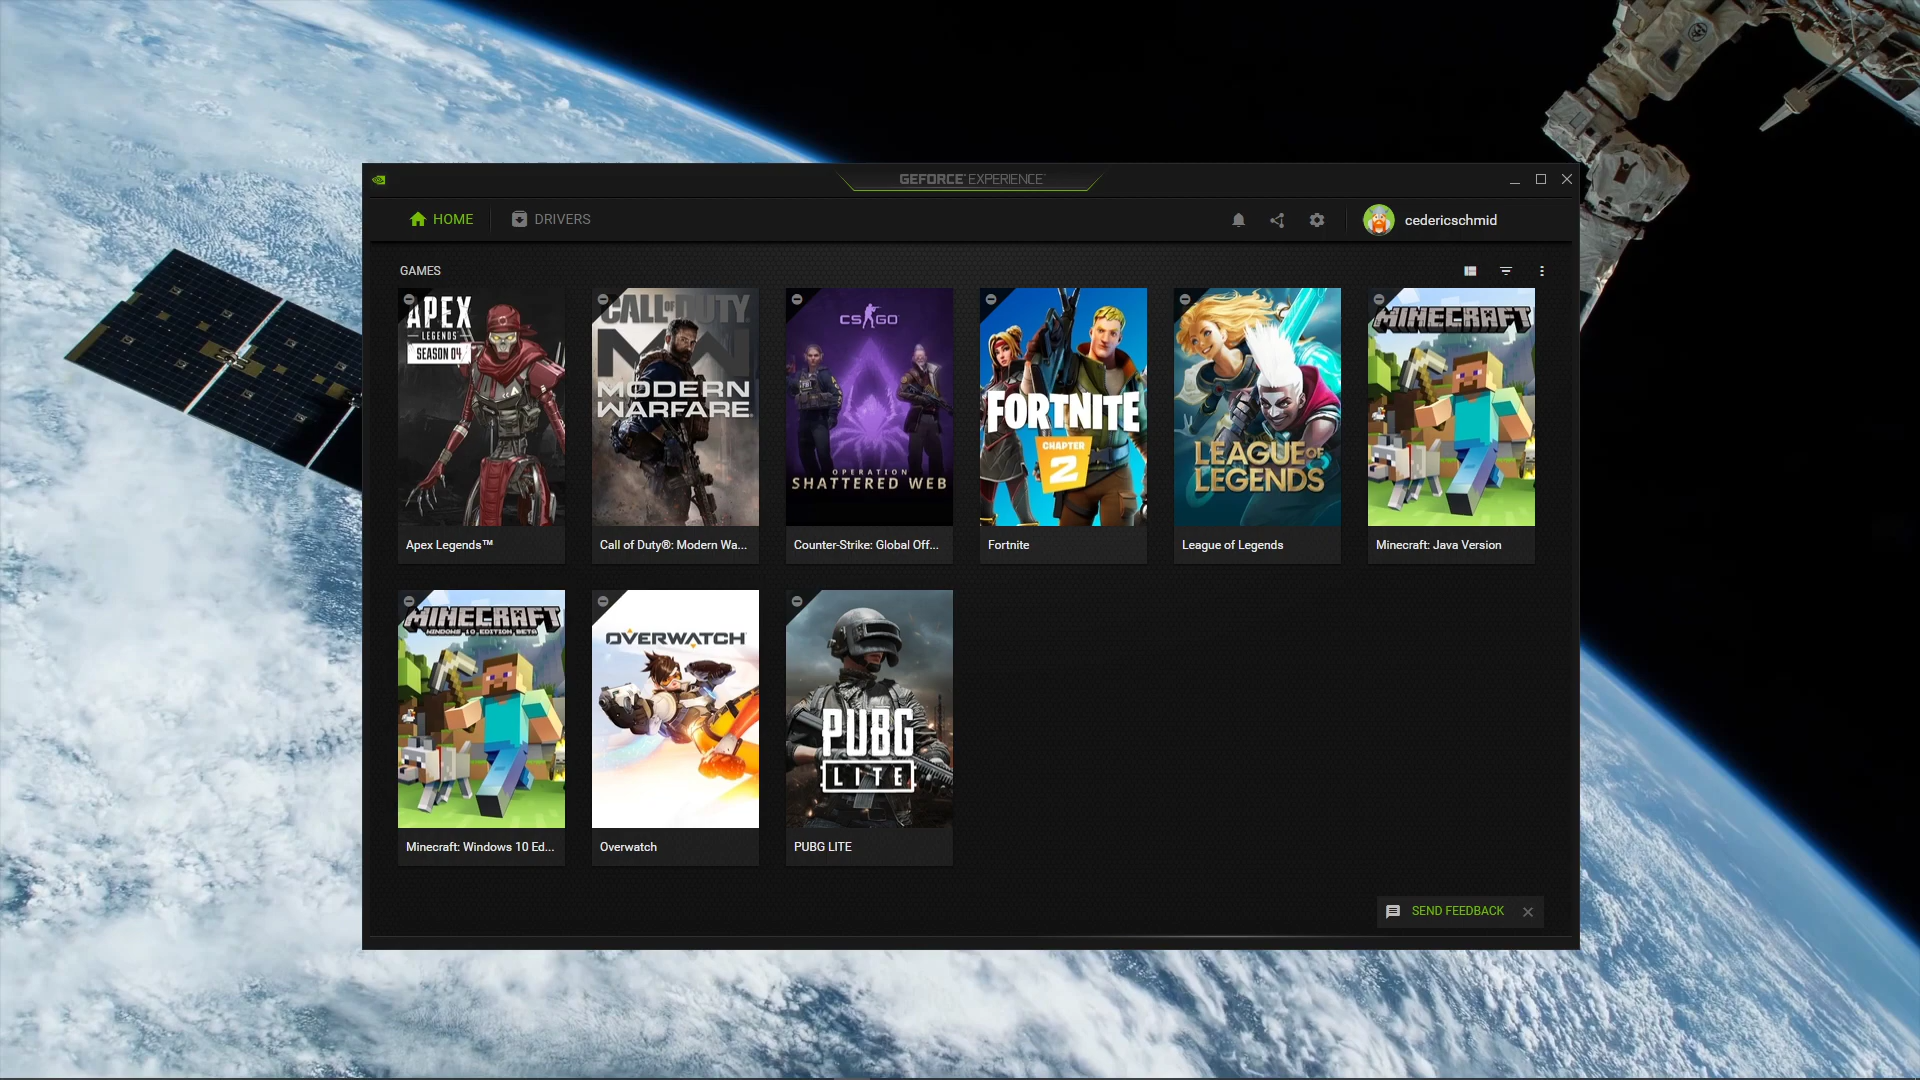 GEFORCE EXPERIENCE
HOME
DRIVERS
cedericschmid
GAMES
APEX
LEGENDS
SEASON 04
CALL OF DUTY
MW
MODERN
WARFARE
CS GO
OPERATION
SHATTERED WEB
FORTNITE
CHAPTER
2
LEAGUE OF
LEGENDS
MINECRAFT
Apex Legends™
Call of Duty®: Modern Wa...
Counter-Strike: Global Off...
Fortnite
League of Legends
Minecraft: Java Version
MINECRAFT
WINDOWS 10 EDITION BETA
OVERWATCH
PUBG
LITE
Minecraft: Windows 10 Ed...
Overwatch
PUBG LITE
SEND FEEDBACK